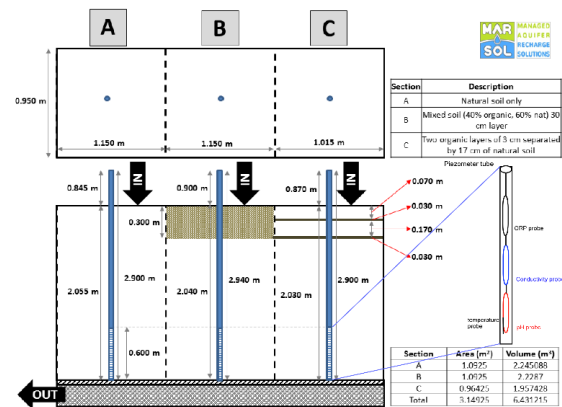 A
B
C
MAR
SOL
MANAGED
AQUIFER
RECHARGE
SOLUTIONS
0.950 m
1.150 m
1.150 m
1.015 m
Section Description
A Natural soil only
B Mixed soil (40% organic, 60% nat) 30 cm layer
C Two organic layers of 3 cm separated by 17 cm of natural soil
Piezometer tube
0.845 m
IN
0.900 m
IN
0.870 m
IN
0.070 m
0.030 m
0.170 m
0.030 m
0.300 m
2.055 m
2.900 m
2.040 m
2.940 m
2.030 m
2.900 m
0.600 m
ORP probe
Conductivity probe
temperature probe
pH probe
Section Area (m²) Volume (m³)
A 1.0925 2.245088
B 1.0925 2.2287
C 0.96425 1.957428
Total 3.14925 6.431215
OUT